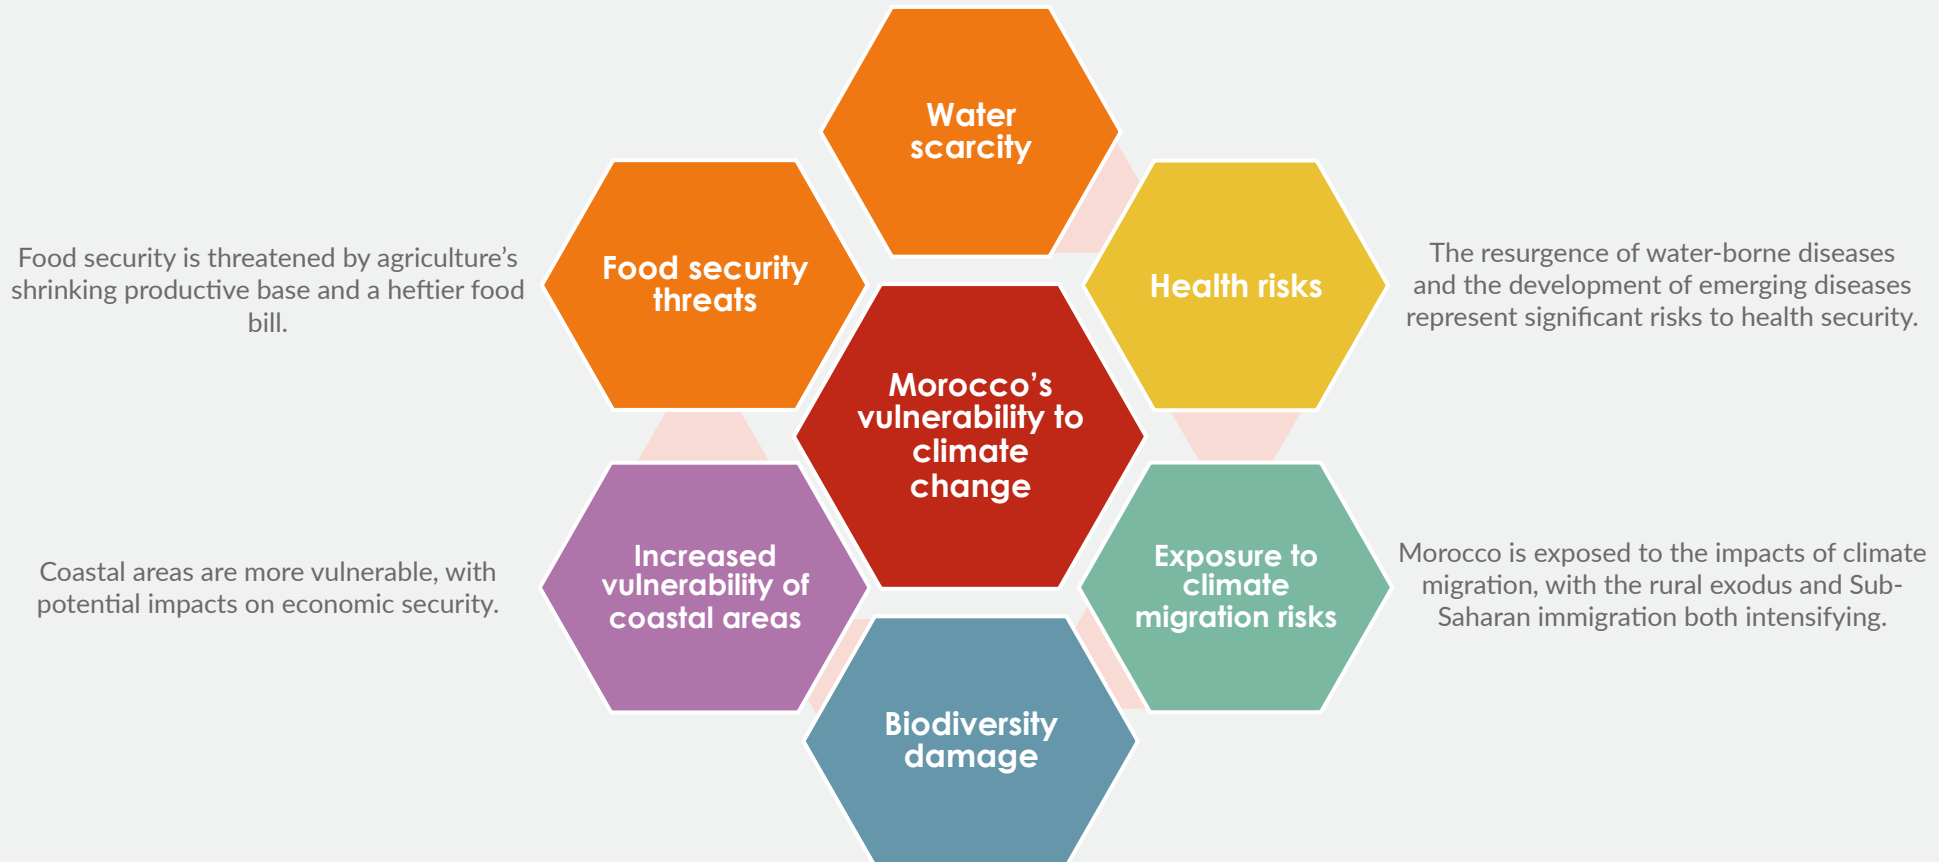 Water
scarcity
Food security is threatened by agriculture’s
shrinking productive base and a heftier food
bill.
Food security
threats
Health risks
The resurgence of water-borne diseases
and the development of emerging diseases
represent significant risks to health security.
Morocco’s
vulnerability to
climate
change
Coastal areas are more vulnerable, with
potential impacts on economic security.
Increased
vulnerability of
coastal areas
Exposure to
climate
migration risks
Morocco is exposed to the impacts of climate
migration, with the rural exodus and Sub-
Saharan immigration both intensifying.
Biodiversity
damage